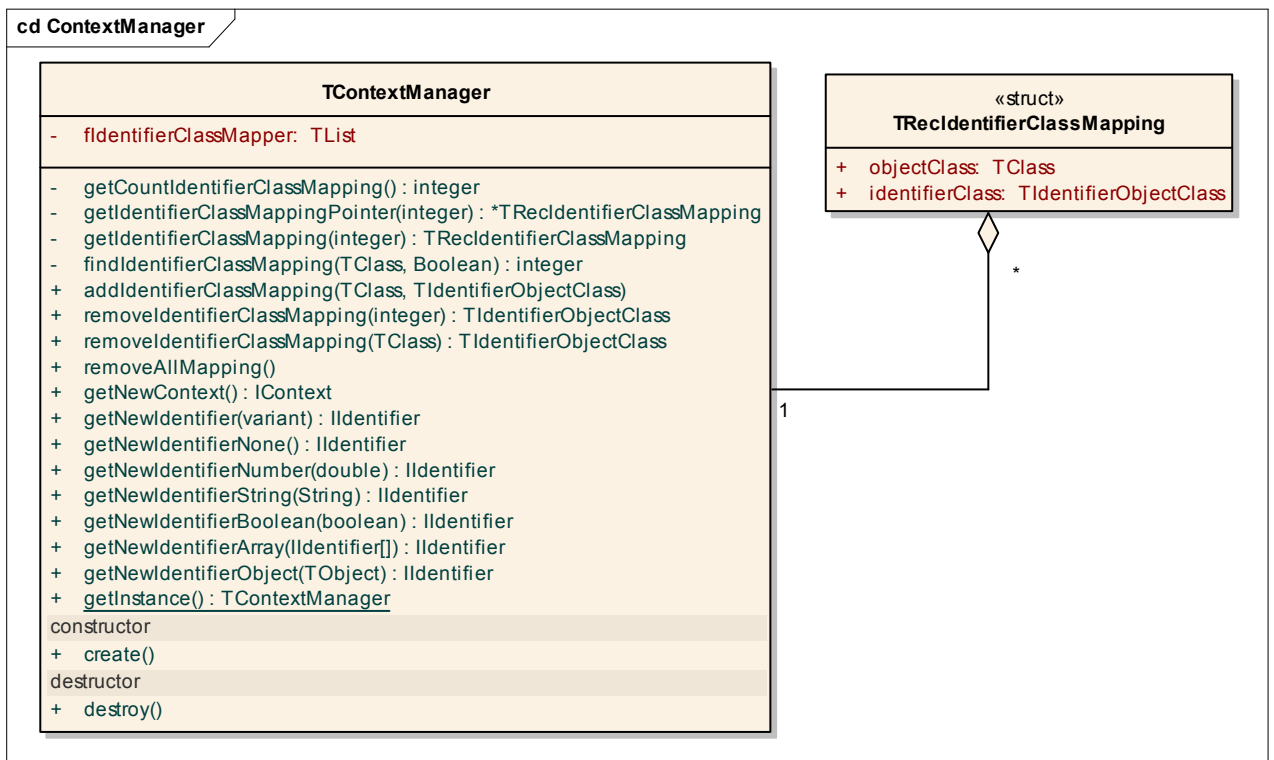 cd ContextManager
TContextManager
- fIdentifierClassMapper: TList
- getCountIdentifierClassMapping() : integer
- getIdentifierClassMappingPointer(integer) : *TRecIdentifierClassMapping
- getIdentifierClassMapping(integer) : TRecIdentifierClassMapping
- findIdentifierClassMapping(TClass, Boolean) : integer
+ addIdentifierClassMapping(TClass, TIdentifierObjectClass)
+ removeIdentifierClassMapping(integer) : TIdentifierObjectClass
+ removeIdentifierClassMapping(TClass) : TIdentifierObjectClass
+ removeAllMapping()
+ getNewContext() : IContext
+ getNewIdentifier(variant) : IIdentifier
+ getNewIdentifierNone() : IIdentifier
+ getNewIdentifierNumber(double) : IIdentifier
+ getNewIdentifierString(String) : IIdentifier
+ getNewIdentifierBoolean(boolean) : IIdentifier
+ getNewIdentifierArray(IIdentifier[]) : IIdentifier
+ getNewIdentifierObject(TObject) : IIdentifier
+ getInstance() : TContextManager
constructor
+ create()
destructor
+ destroy()
«struct»
TRecIdentifierClassMapping
+ objectClass: TClass
+ identifierClass: TIdentifierObjectClass
*
1